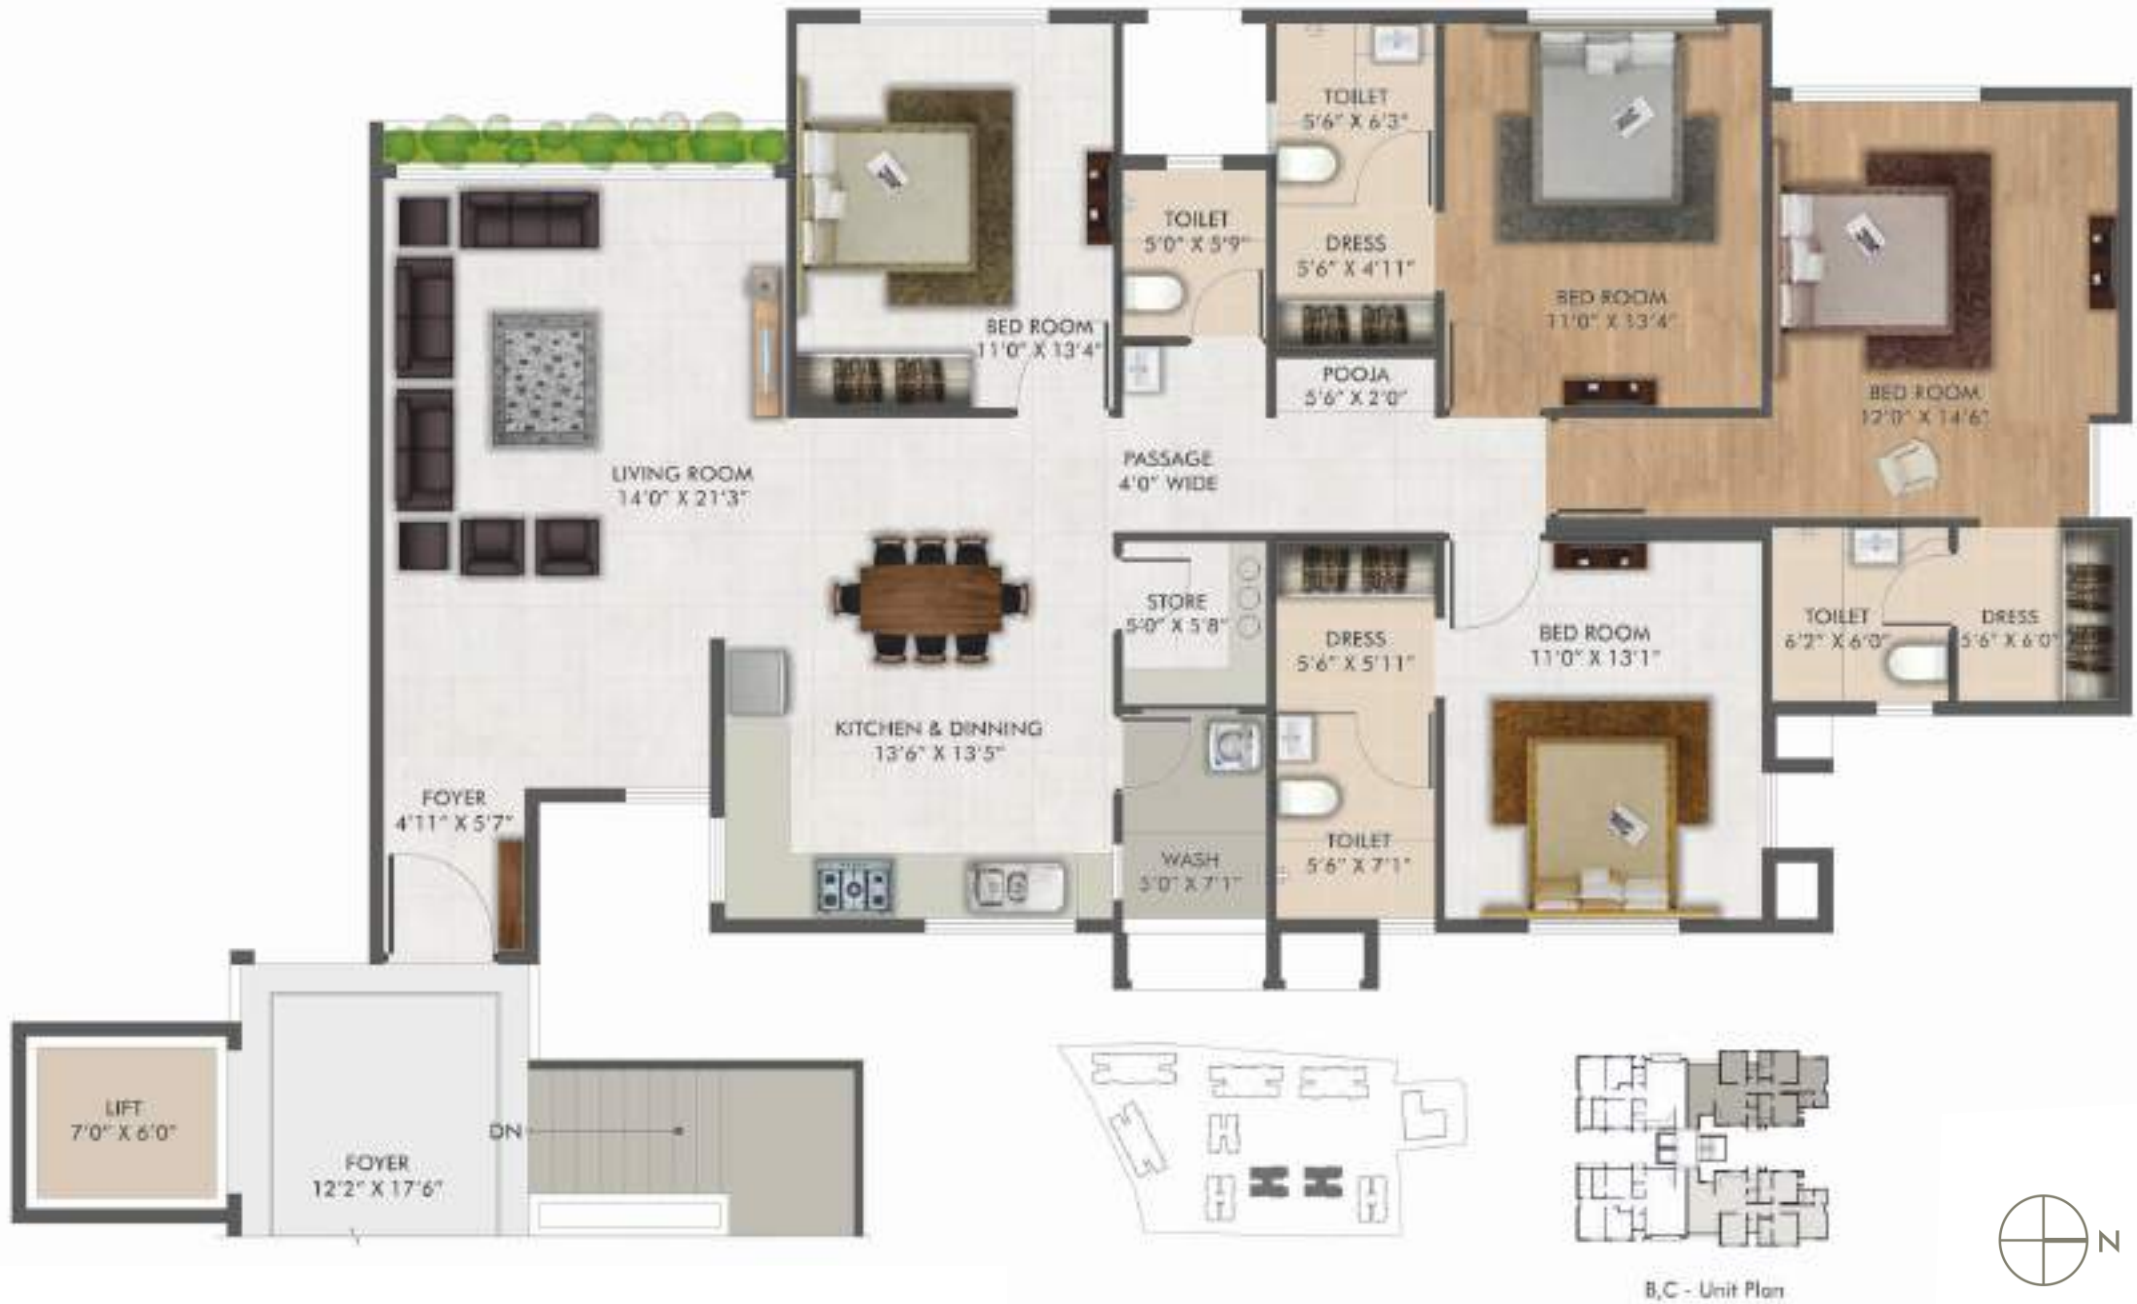 TOILET
5'6" X 6'3"
TOILET
5'0" X 5'9"
DRESS
5'6" X 4'11"
BED ROOM
11'0" X 13'4"
BED ROOM
11'0" X 13'4"
POOJA
5'6" X 2'0"
BED ROOM
12'0" X 14'6"
LIVING ROOM
14'0" X 21'3"
PASSAGE
4'0" WIDE
STORE
5'0" X 5'8"
DRESS
5'6" X 5'11"
BED ROOM
11'0" X 13'1"
TOILET
6'2" X 6'0"
DRESS
5'6" X 6'0"
KITCHEN & DINNING
13'6" X 13'5"
FOYER
4'11" X 5'7"
WASH
5'0" X 7'1"
TOILET
5'6" X 7'1"
LIFT
7'0" X 6'0"
DN
FOYER
12'2" X 17'6"
N
B,C - Unit Plan